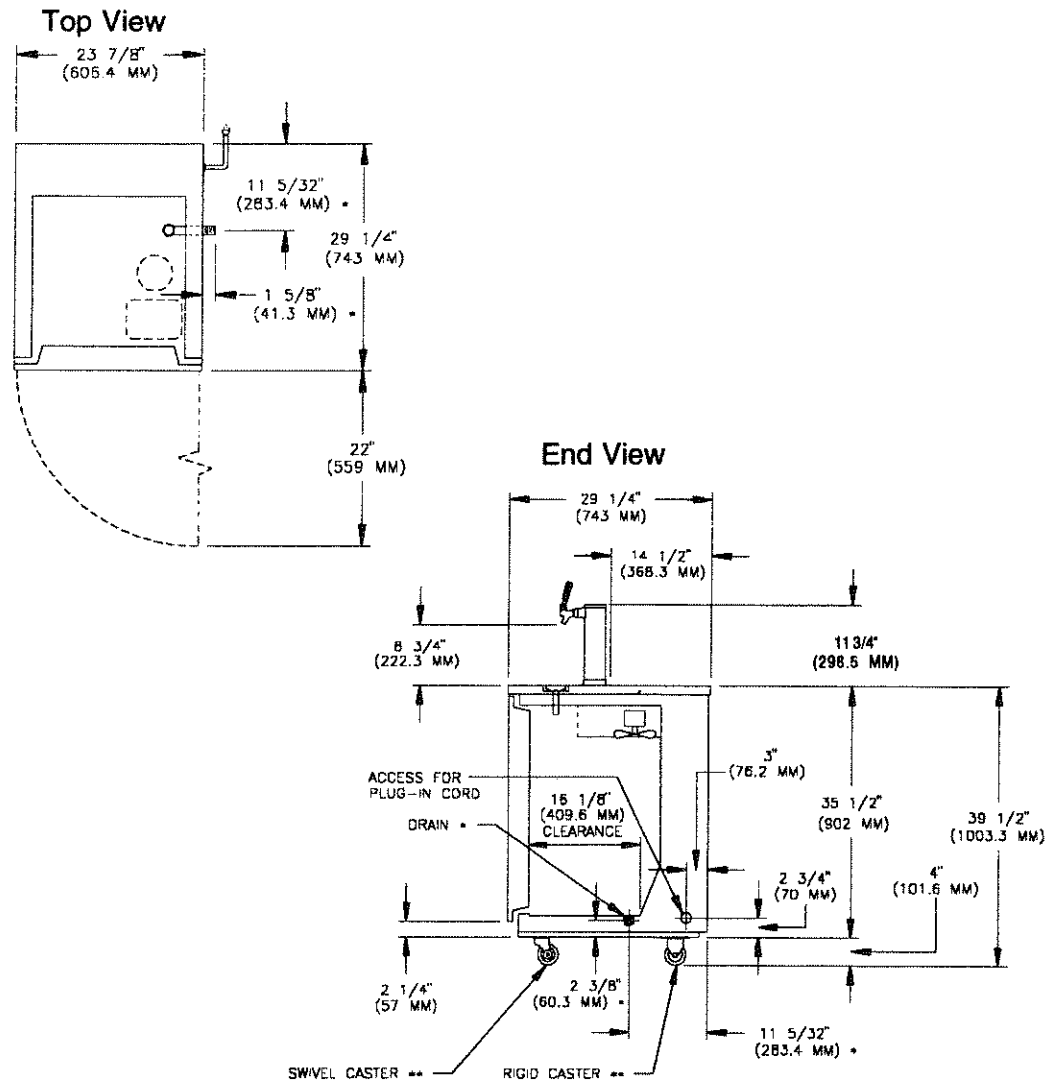 Top View
23 7/8"
(606.4 MM)
11 5/32"
(283.4 MM) *
29 1/4"
(743 MM)
1 5/8"
(41.3 MM) *
22"
(559 MM)
End View
29 1/4"
(743 MM)
14 1/2"
(368.3 MM)
8 3/4"
(222.3 MM)
11 3/4"
(298.5 MM)
3"
(76.2 MM)
ACCESS FOR
PLUG-IN CORD
16 1/8"
(409.6 MM)
CLEARANCE
DRAIN *
35 1/2"
(902 MM)
39 1/2"
(1003.3 MM)
2 3/4"
(70 MM)
4"
(101.6 MM)
2 1/4"
(57 MM)
2 3/8"
(60.3 MM) *
11 5/32"
(283.4 MM) *
SWIVEL CASTER **
RIGID CASTER **